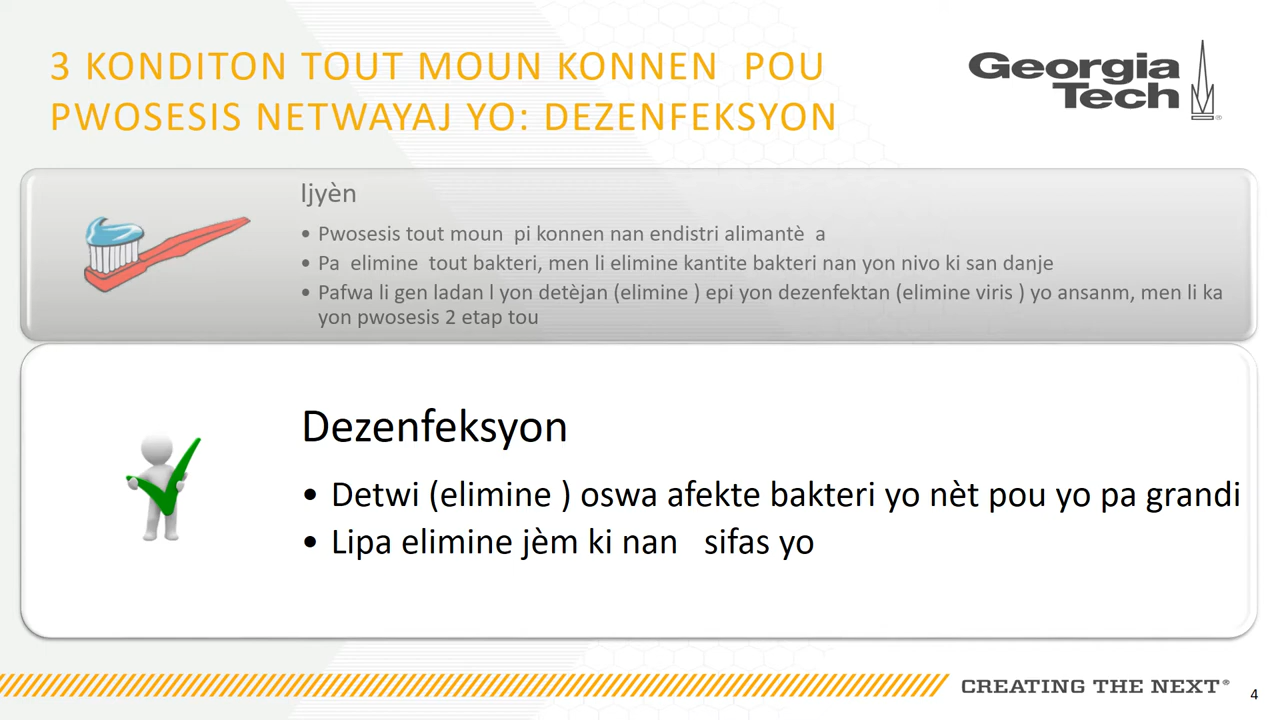 3 KONDITON TOUT MOUN KONNEN POU
PWOSESIS NETWAYAJ YO: DEZENFEKSYON
Georgia
Tech
Ijyèn
• Pwosesis tout moun pi konnen nan endistri alimantè a
• Pa elimine tout bakteri, men li elimine kantite bakteri nan yon nivo ki san danje
• Pafwa li gen ladan l yon detèjan (elimine ) epi yon dezenfektan (elimine viris ) yo ansanm, men li ka
yon pwosesis 2 etap tou
Dezenfeksyon
• Detwi (elimine ) oswa afekte bakteri yo nèt pou yo pa grandi
• Lipa elimine jèm ki nan sifas yo
CREATING THE NEXT®
4